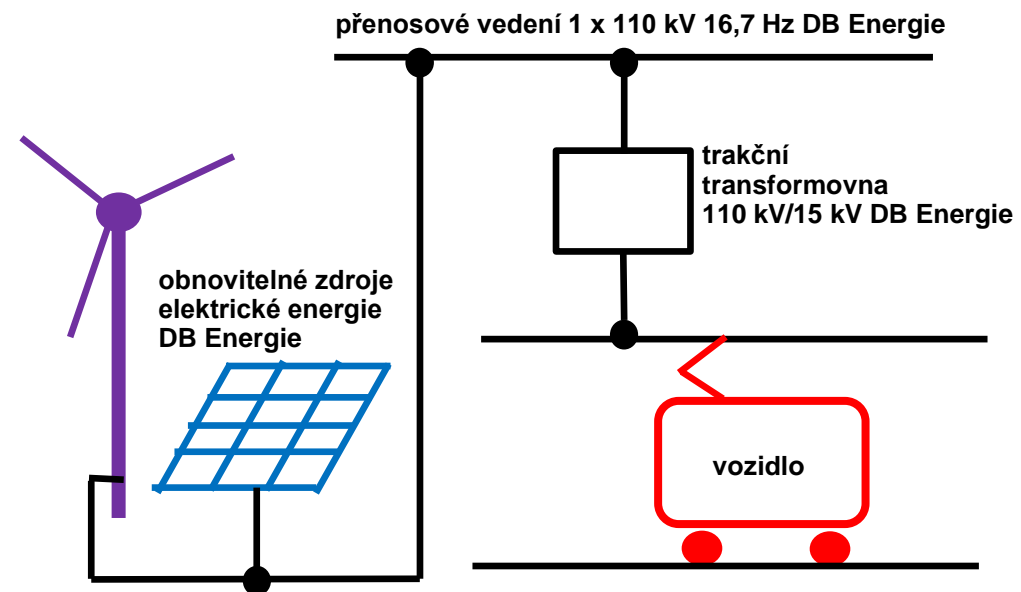 přenosové vedení 1 x 110 kV 16,7 Hz DB Energie
trakční
transformovna
110 kV/15 kV DB Energie
obnovitelné zdroje
elektrické energie
DB Energie
vozidlo